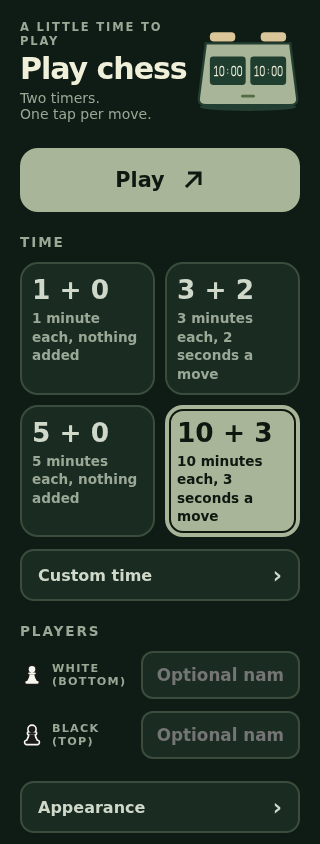 A LITTLE TIME TO
PLAY
Play chess
Two timers.
One tap per move.
10:00 10:00
Play
TIME
1 + 0
1 minute
each, nothing
added
3 + 2
3 minutes
each, 2
seconds a
move
5 + 0
5 minutes
each, nothing
added
10 + 3
10 minutes
each, 3
seconds a
move
Custom time
PLAYERS
WHITE
(BOTTOM)
Optional nam
BLACK
(TOP)
Optional nam
Appearance